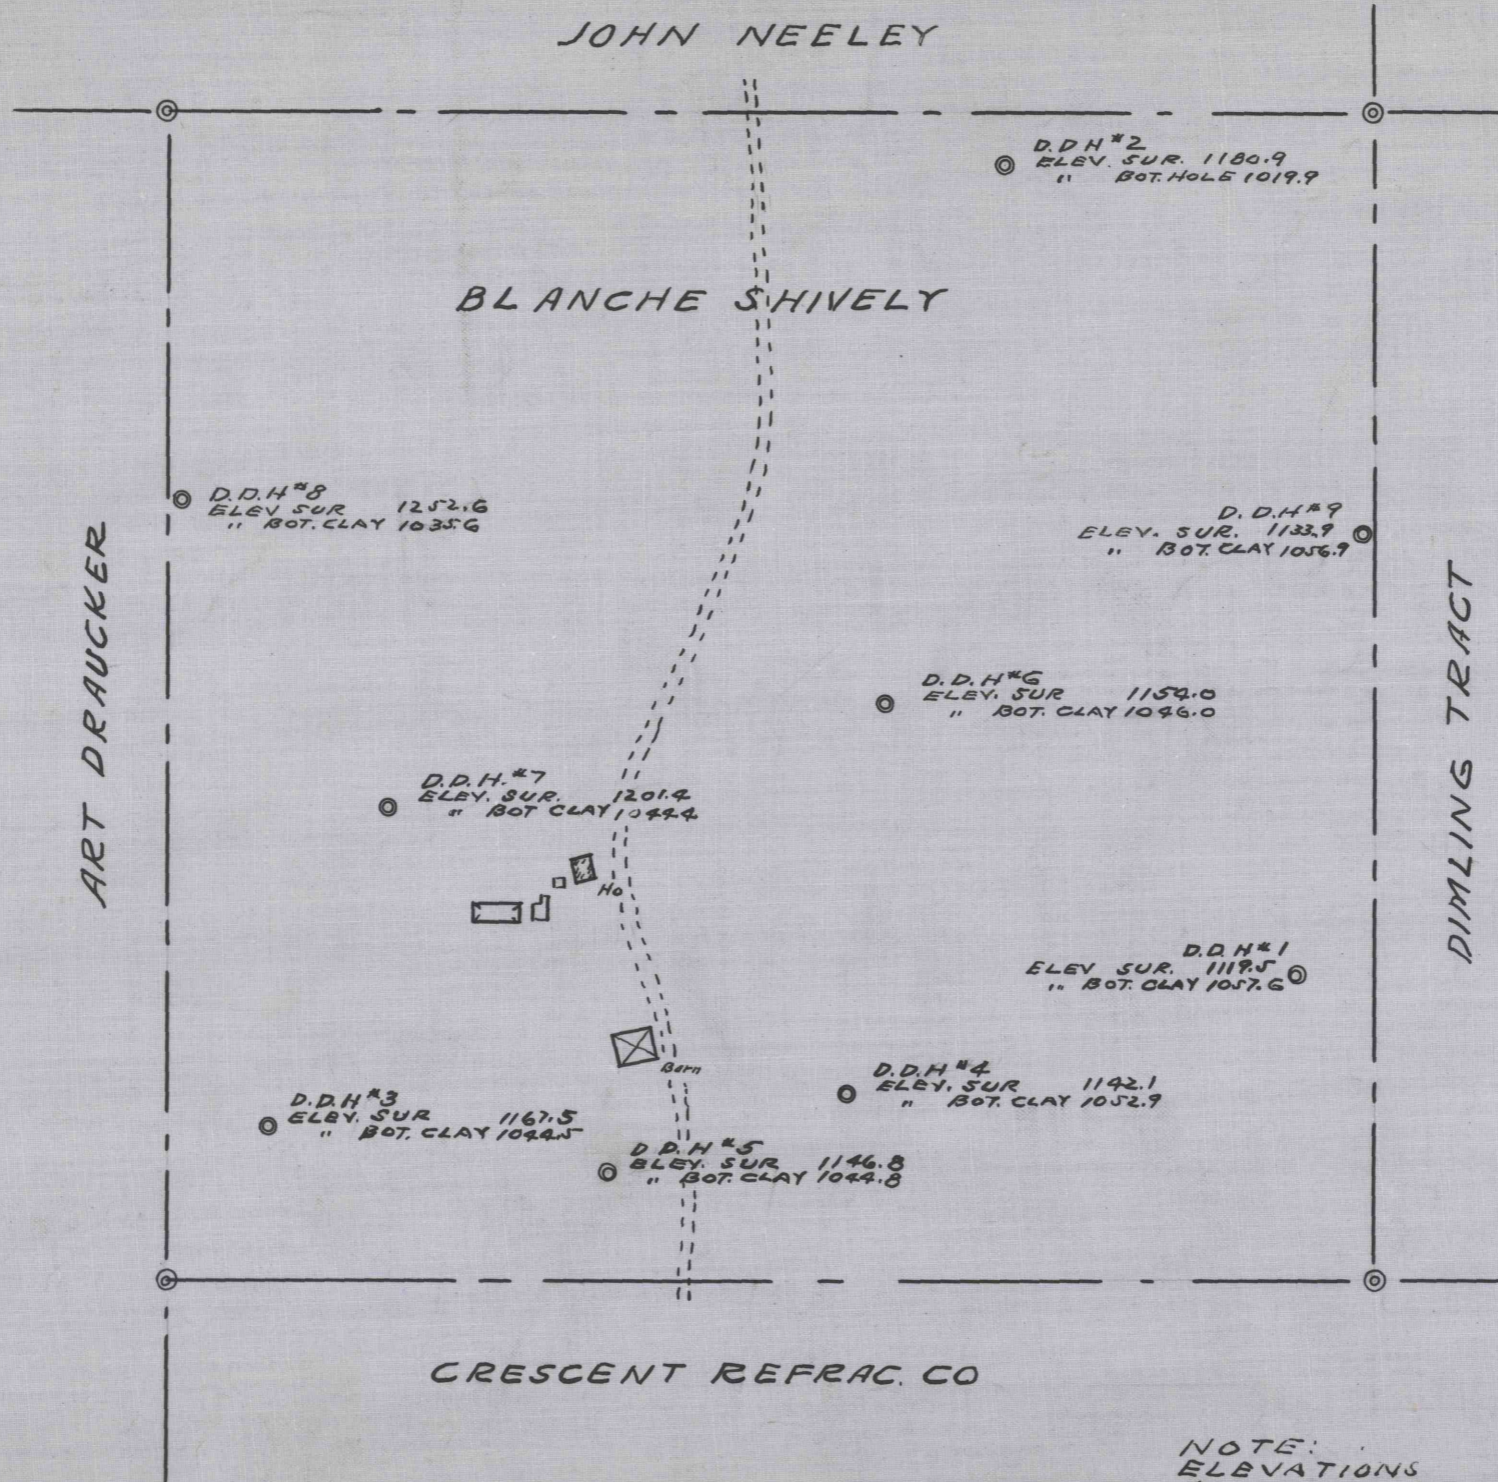 JOHN NEELEY
D.D H #2
ELEV. SUR. 1180.9
" BOT. HOLE 1019.9
BLANCHE SHIVELY
D.D.H #8
ELEV SUR 1252.6
" BOT. CLAY 1035.6
D. D.H #9
ELEV. SUR. 1133.9
" BOT. CLAY 1056.9
ART DRAUCKER
DIMLING TRACT
D.D.H #6
ELEV. SUR 1154.0
" BOT. CLAY 1046.0
D.D.H. #7
ELEV. SUR. 1201.4
" BOT CLAY 1044.4
Ho
D.D. H #1
ELEV SUR. 1119.5
" BOT. CLAY 1057.6
Barn
D.D.H #4
ELEV. SUR 1142.1
" BOT. CLAY 1052.9
D.D.H #3
ELEV. SUR 1167.5
" BOT. CLAY 1044.5
D D.H #5
ELEV. SUR 1146.8
" BOT. CLAY 1044.8
CRESCENT REFRAC. CO
NOTE:
ELEVATIONS